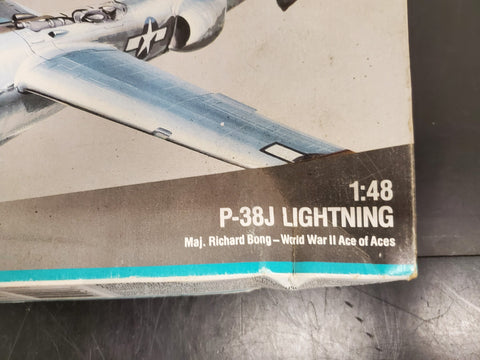 1:48
P-38J LIGHTNING
Maj. Richard Bong – World War II Ace of Aces